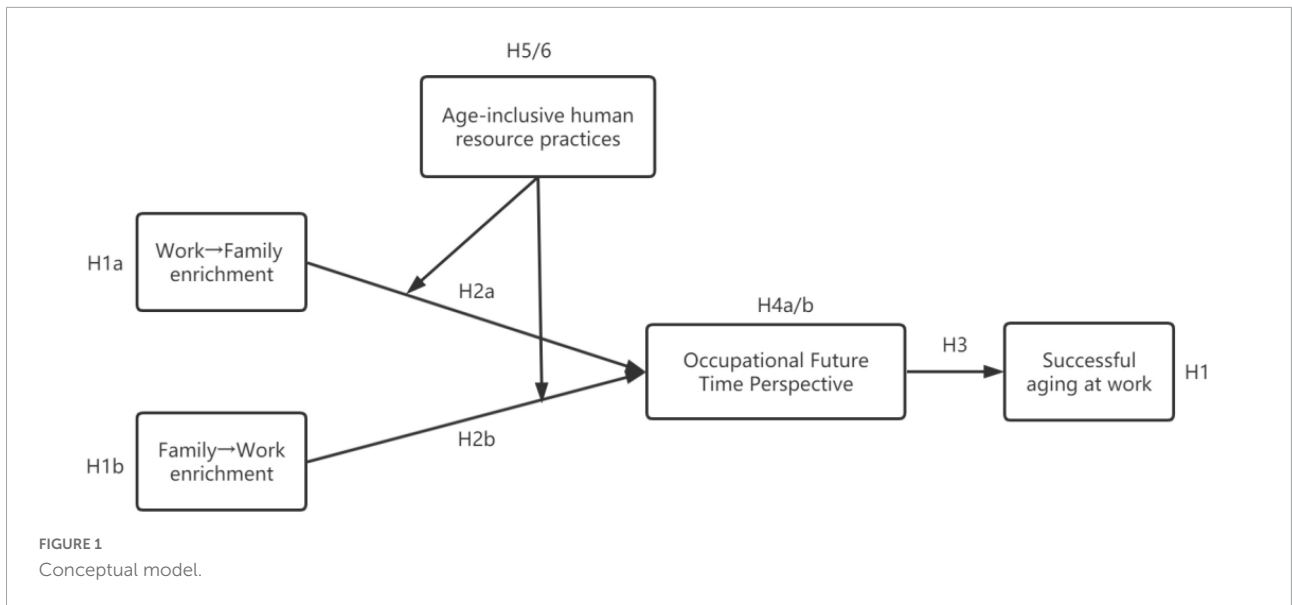 H5/6
Age-inclusive human
resource practices
H1a
Work→Family
enrichment
H2a
H4a/b
Occupational Future
Time Perspective
H3
Successful
aging at work
H1
H1b
Family→Work
enrichment
H2b
FIGURE 1
Conceptual model.